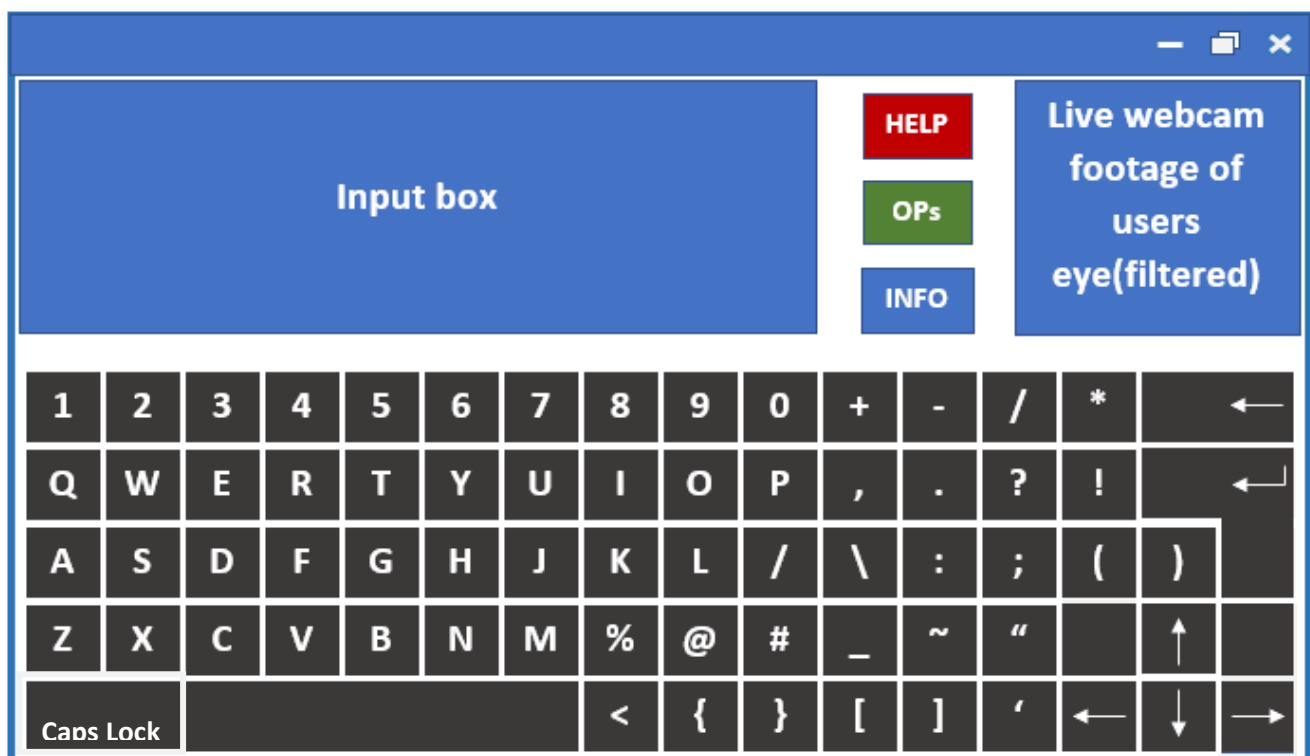 Input box
HELP
OPs
INFO
Live webcam
footage of
users
eye(filtered)
1 2 3 4 5 6 7 8 9 0 + - / * ←
Q W E R T Y U I O P , . ? ! ↵
A S D F G H J K L / \ : ; ( )
Z X C V B N M % @ # _ ~ “ ↑
Caps Lock < { } [ ] ‘ ← ↓ →